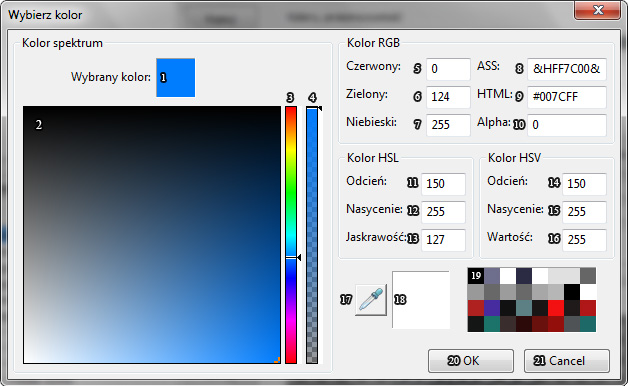 Wybierz kolor
Kolor spektrum
Wybrany kolor: 1
2
3 4
Kolor RGB
Czerwony: 5 0 ASS: 8 &HFF7C00&
Zielony: 6 124 HTML: 9 #007CFF
Niebieski: 7 255 Alpha: 10 0
Kolor HSL Kolor HSV
Odcień: 11 150 Odcień: 14 150
Nasycenie: 12 255 Nasycenie: 15 255
Jaskrawość: 13 127 Wartość: 16 255
17 18 19
20 OK 21 Cancel